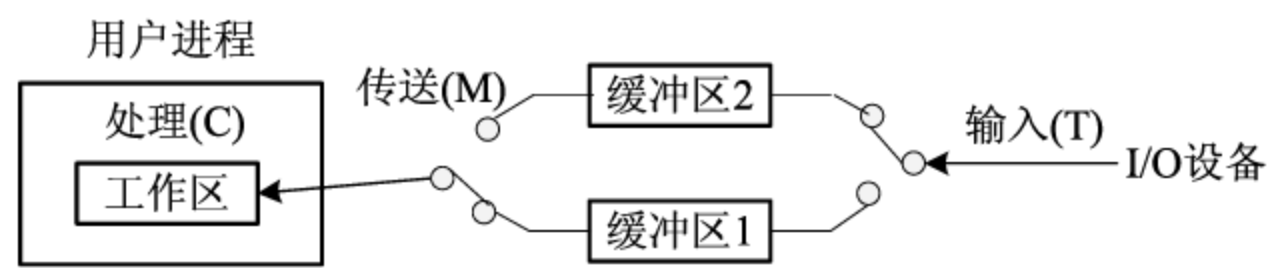 用户进程
处理(C)
工作区
传送(M)
缓冲区2
缓冲区1
输入(T)
I/O设备